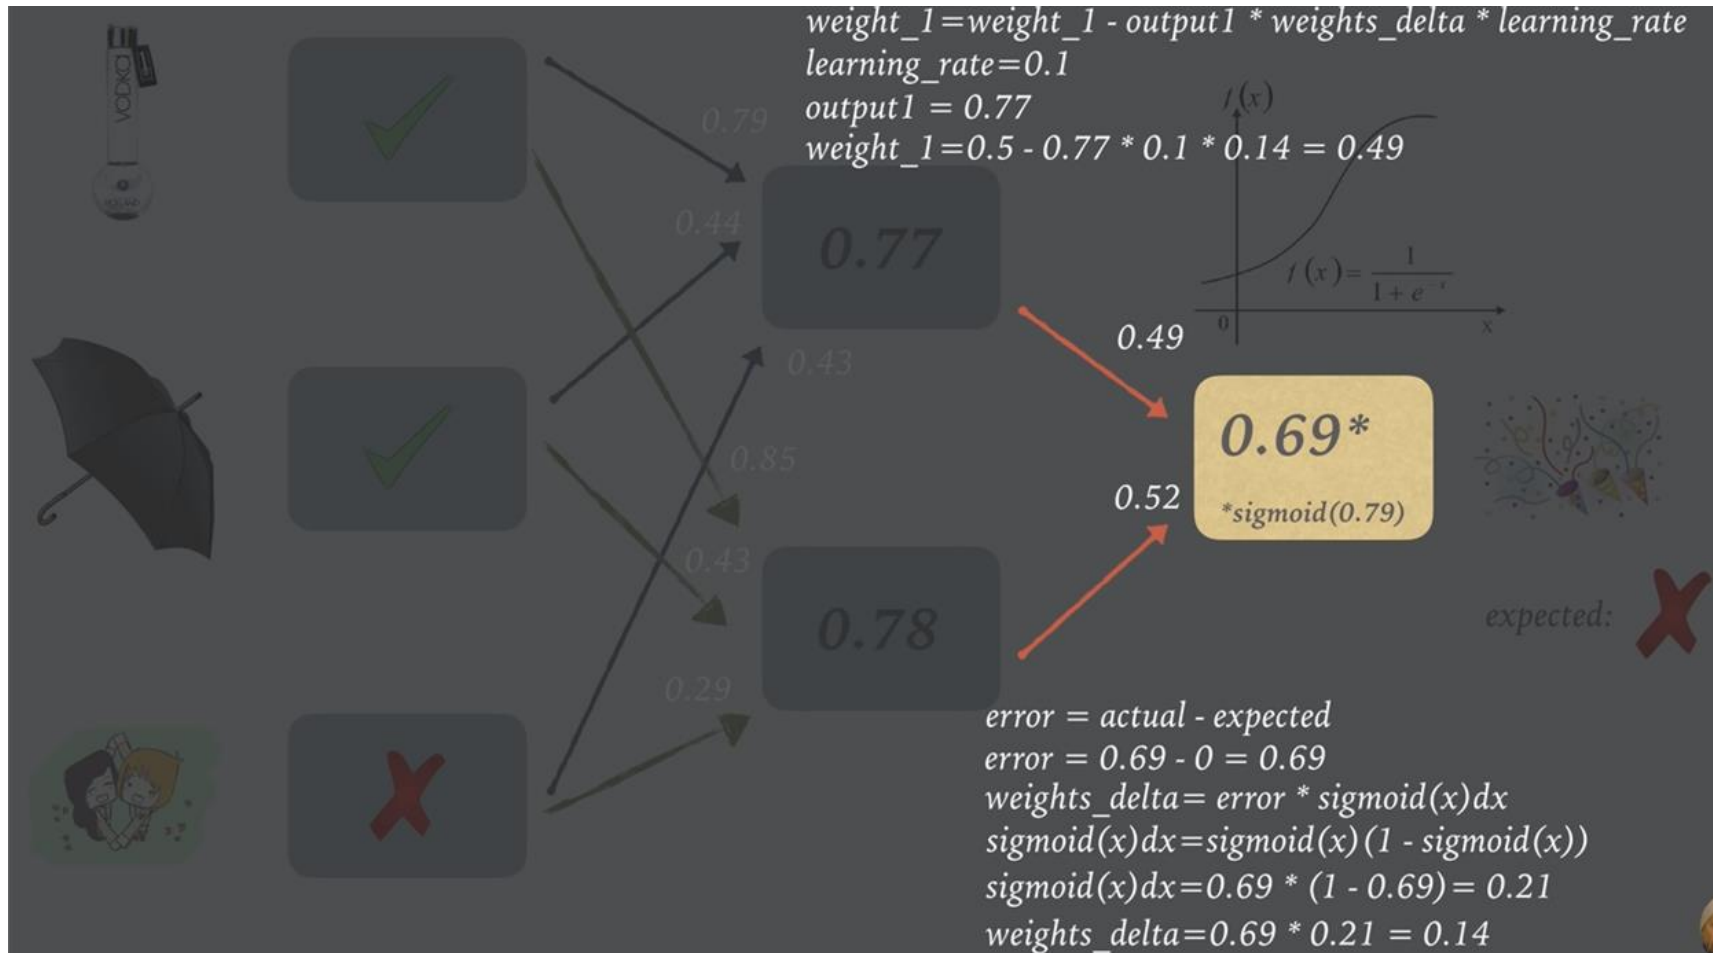 weight_1=weight_1 - output1 * weights_delta * learning_rate
learning_rate=0.1
output1 = 0.77
weight_1=0.5 - 0.77 * 0.1 * 0.14 = 0.49
VODKA
0.79
f(x)
0.44
0.77
f(x)= 1 / 1 + e^-x
0
x
0.49
0.43
0.69*
0.85
0.52
*sigmoid(0.79)
0.43
0.78
expected:
0.29
error = actual - expected
error = 0.69 - 0 = 0.69
weights_delta= error * sigmoid(x)dx
sigmoid(x)dx=sigmoid(x)(1 - sigmoid(x))
sigmoid(x)dx=0.69 * (1 - 0.69)= 0.21
weights_delta=0.69 * 0.21 = 0.14